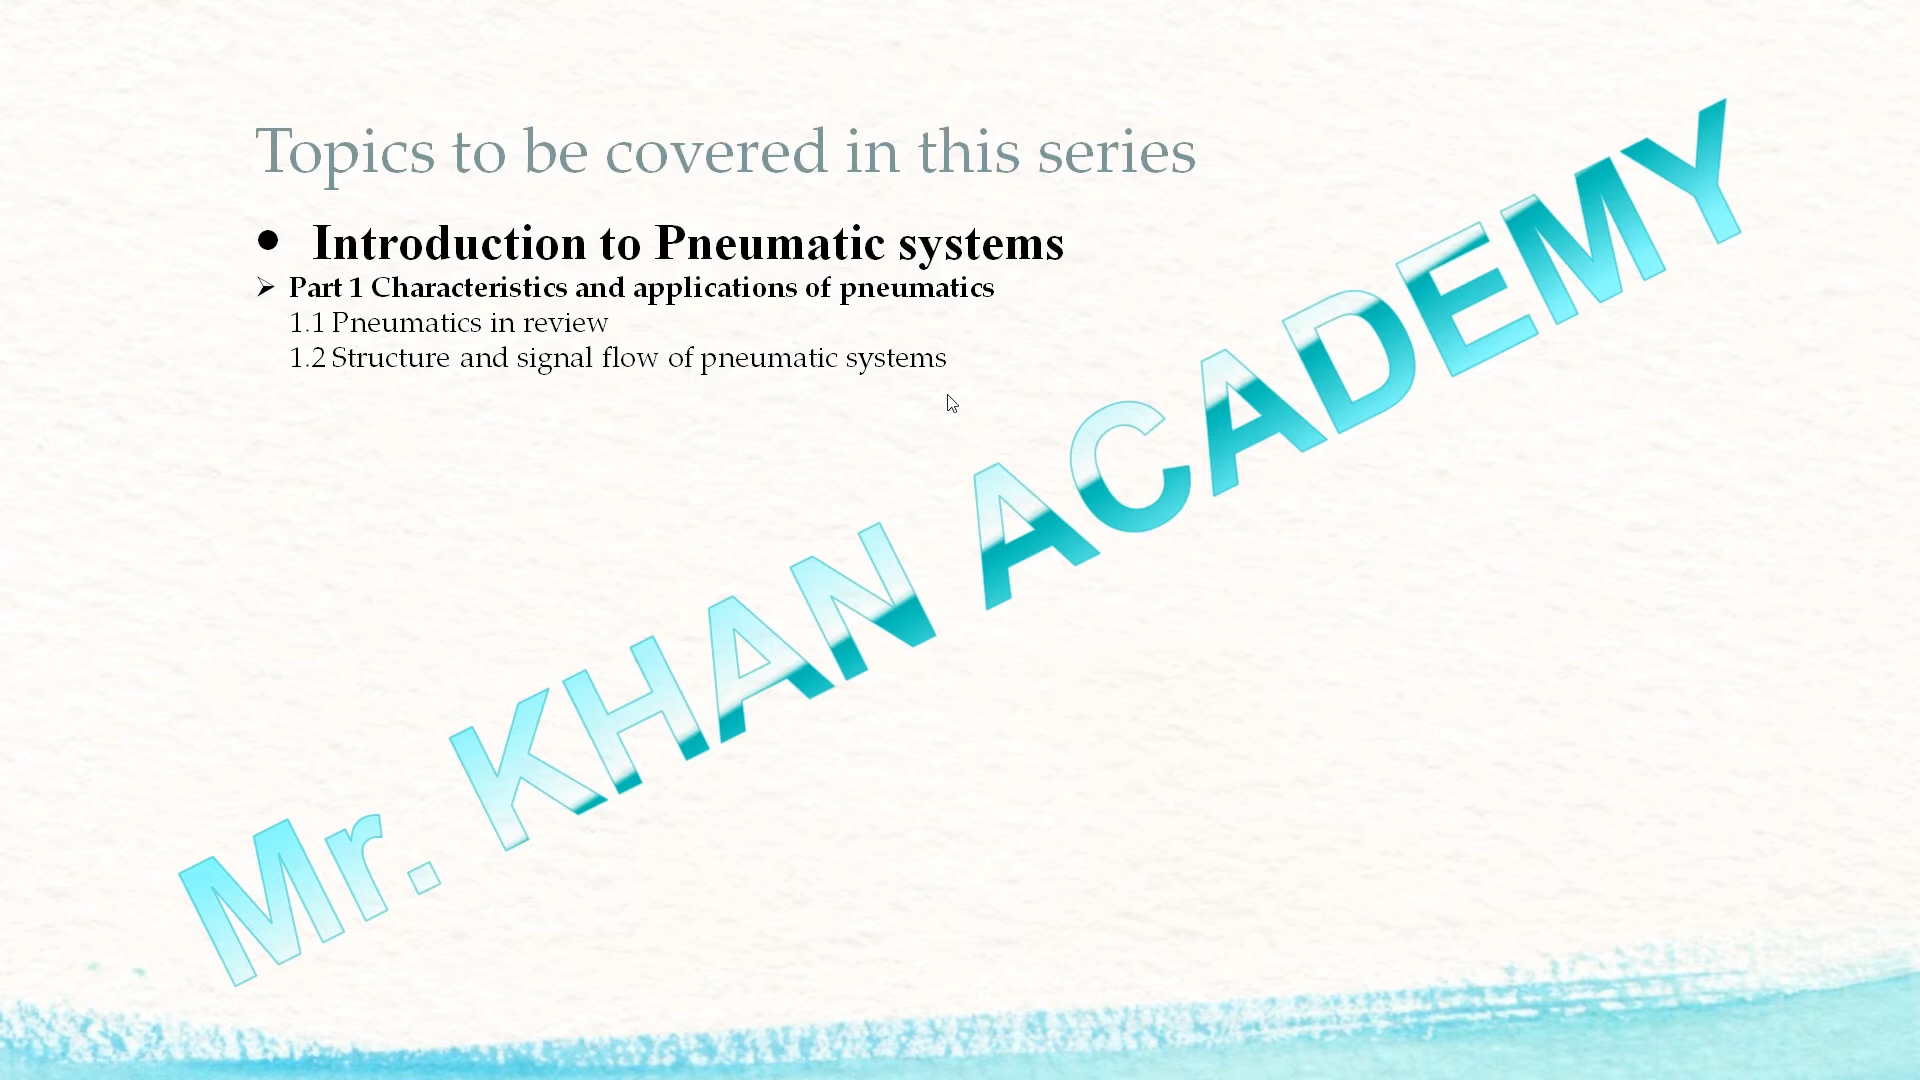 Topics to be covered in this series
● Introduction to Pneumatic systems
➢ Part 1 Characteristics and applications of pneumatics
1.1 Pneumatics in review
1.2 Structure and signal flow of pneumatic systems
Mr. KHAN ACADEMY